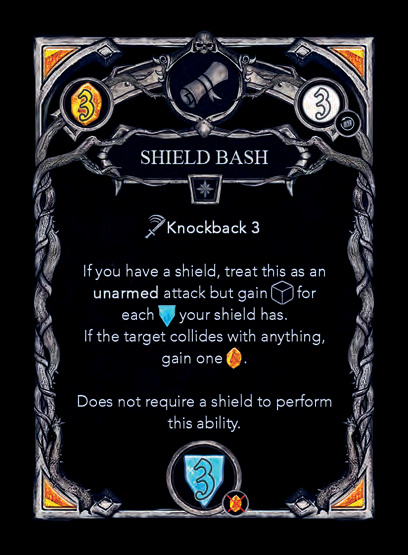 3
3
SHIELD BASH
Knockback 3
If you have a shield, treat this as an
unarmed attack but gain for
each your shield has.
If the target collides with anything,
gain one .
Does not require a shield to perform
this ability.
3